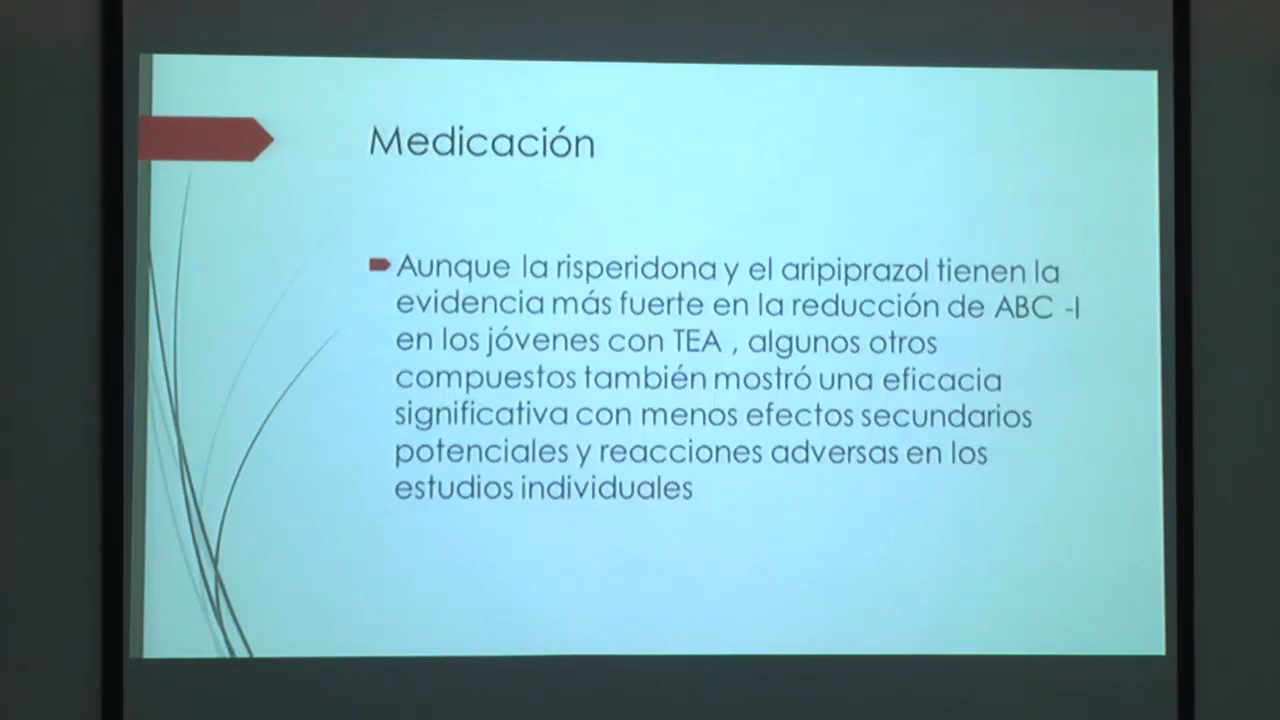 Medicación
Aunque la risperidona y el aripiprazol tienen la
evidencia más fuerte en la reducción de ABC -I
en los jóvenes con TEA , algunos otros
compuestos también mostró una eficacia
significativa con menos efectos secundarios
potenciales y reacciones adversas en los
estudios individuales